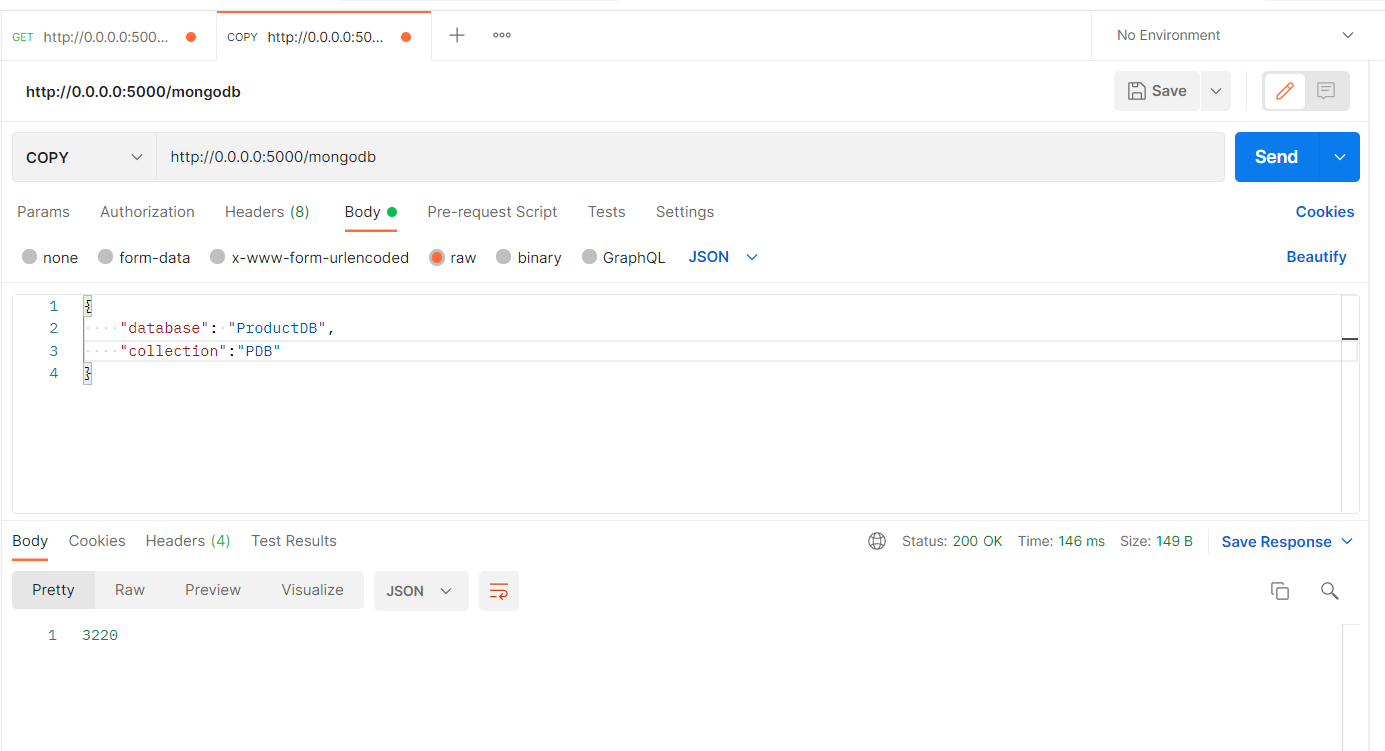 GET http://0.0.0.0:500... COPY http://0.0.0.0:50... No Environment
http://0.0.0.0:5000/mongodb Save
COPY http://0.0.0.0:5000/mongodb Send
Params Authorization Headers (8) Body Pre-request Script Tests Settings Cookies
none form-data x-www-form-urlencoded raw binary GraphQL JSON Beautify
1 {
2 "database": "ProductDB",
3 "collection":"PDB"
4 }
Body Cookies Headers (4) Test Results Status: 200 OK Time: 146 ms Size: 149 B Save Response
Pretty Raw Preview Visualize JSON
1 3220